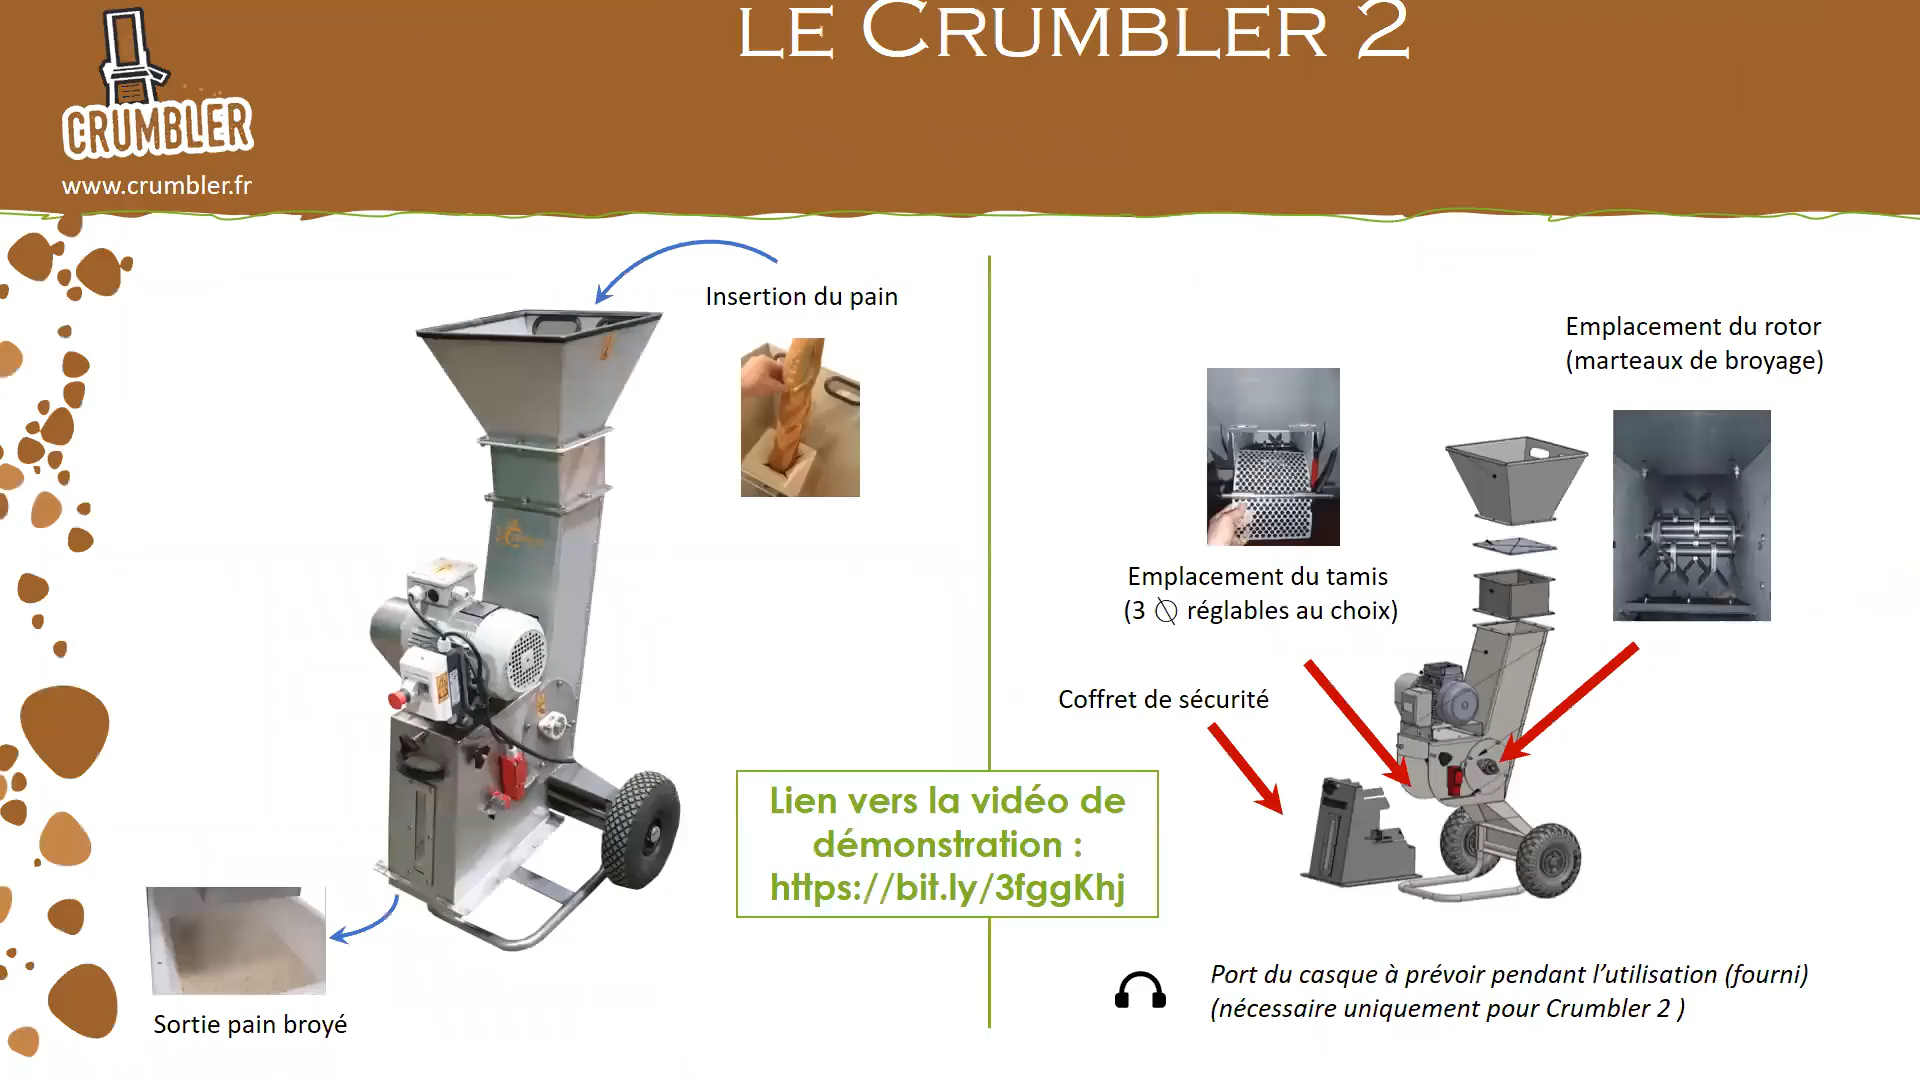 LE CRUMBLER 2
CRUMBLER
www.crumbler.fr
Insertion du pain
Sortie pain broyé
Lien vers la vidéo de
démonstration :
https://bit.ly/3fggKhj
Emplacement du rotor
(marteaux de broyage)
Emplacement du tamis
(3 ∅ réglables au choix)
Coffret de sécurité
Port du casque à prévoir pendant l’utilisation (fourni)
(nécessaire uniquement pour Crumbler 2 )